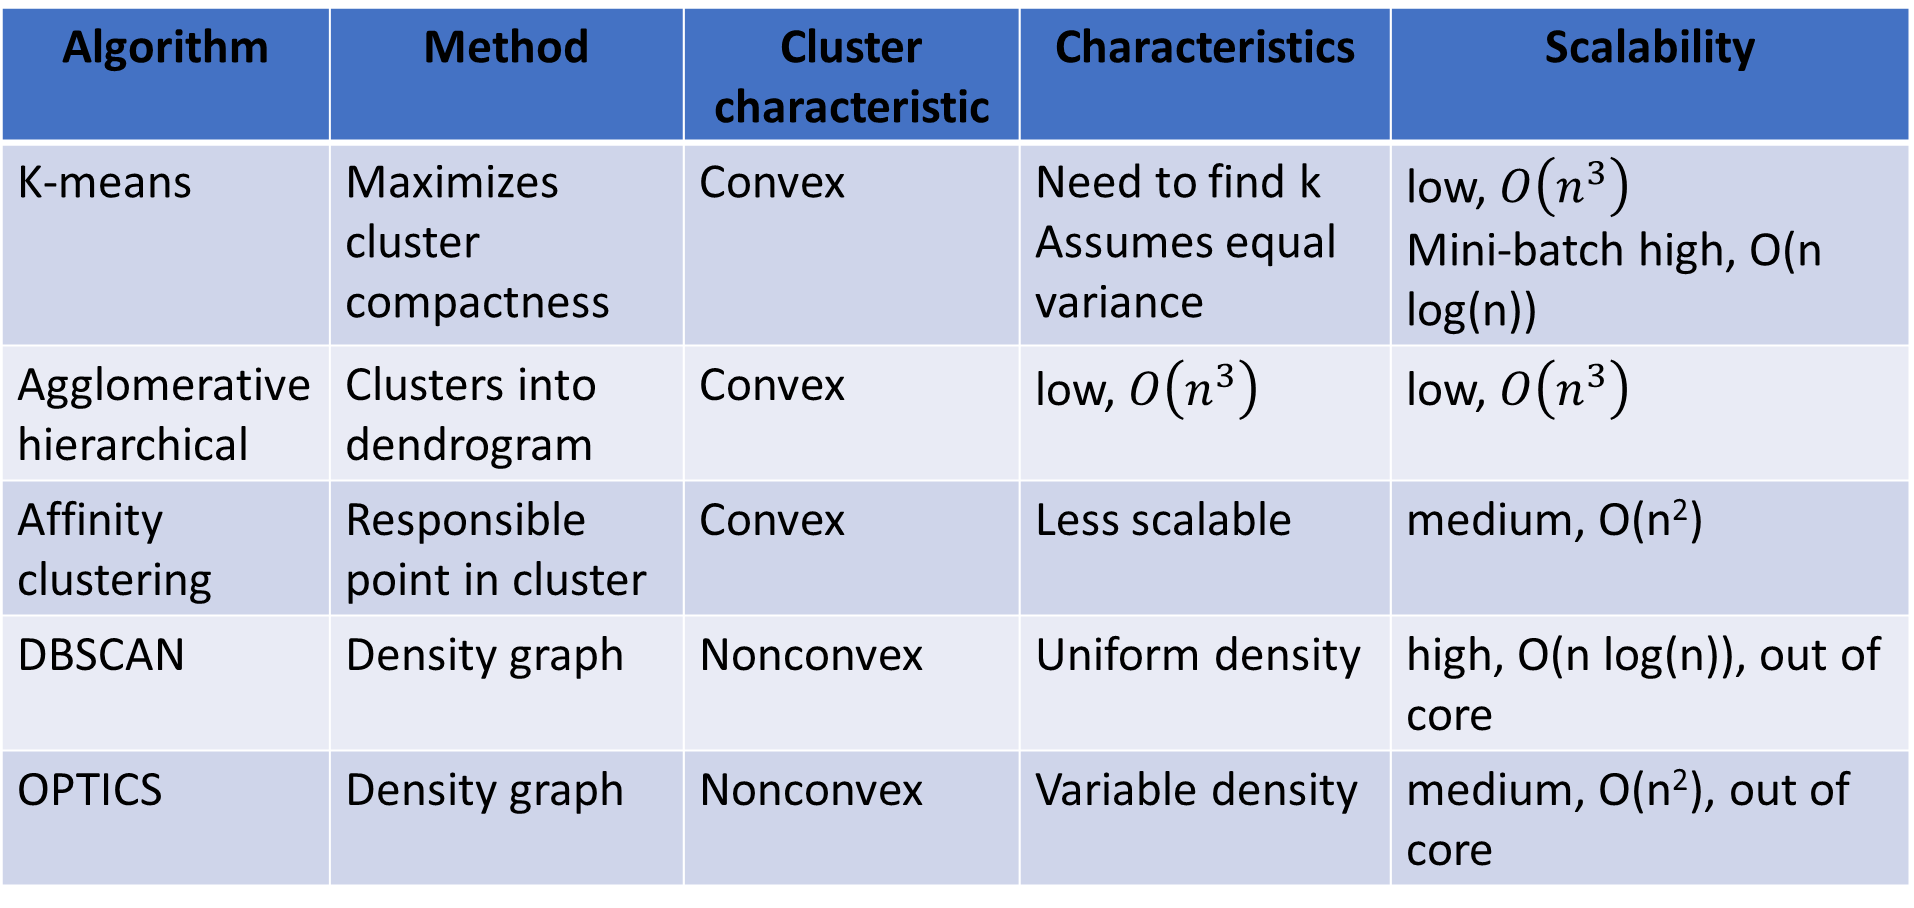 Algorithm
Method
Cluster
characteristic
Characteristics
Scalability
K-means
Maximizes
cluster
compactness
Convex
Need to find k
Assumes equal
variance
low, O(n³)
Mini-batch high, O(n
log(n))
Agglomerative
hierarchical
Clusters into
dendrogram
Convex
low, O(n³)
low, O(n³)
Affinity
clustering
Responsible
point in cluster
Convex
Less scalable
medium, O(n²)
DBSCAN
Density graph
Nonconvex
Uniform density
high, O(n log(n)), out of
core
OPTICS
Density graph
Nonconvex
Variable density
medium, O(n²), out of
core